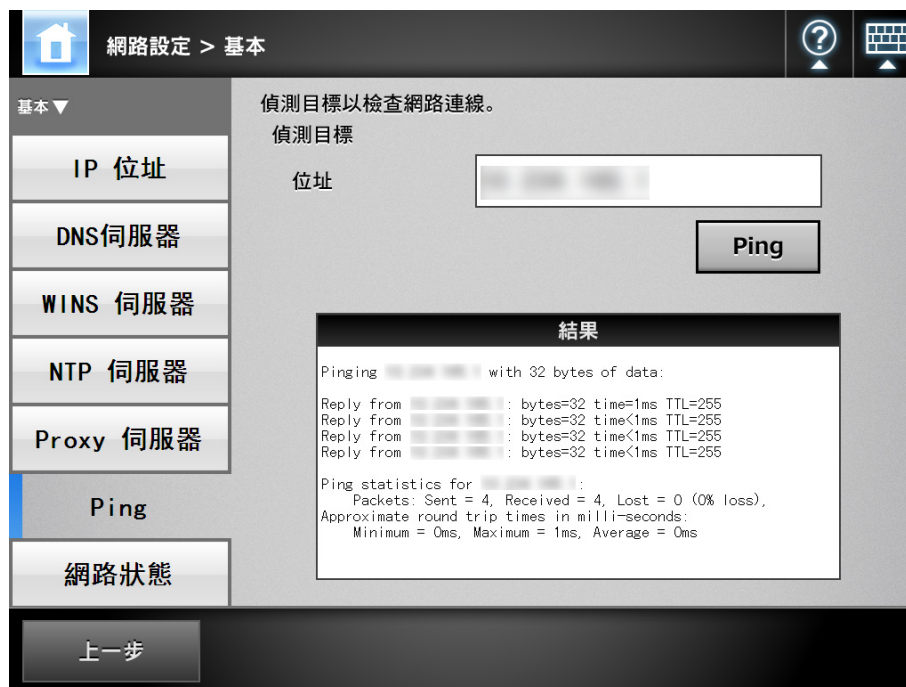 網路設定 > 基本
基本▼
IP 位址
DNS伺服器
WINS 伺服器
NTP 伺服器
Proxy 伺服器
Ping
網路狀態
上一步
偵測目標以檢查網路連線。
偵測目標
位址
Ping
結果
Pinging with 32 bytes of data:
Reply from : bytes=32 time=1ms TTL=255
Reply from : bytes=32 time<1ms TTL=255
Reply from : bytes=32 time<1ms TTL=255
Reply from : bytes=32 time<1ms TTL=255
Ping statistics for :
Packets: Sent = 4, Received = 4, Lost = 0 (0% loss),
Approximate round trip times in milli-seconds:
Minimum = 0ms, Maximum = 1ms, Average = 0ms